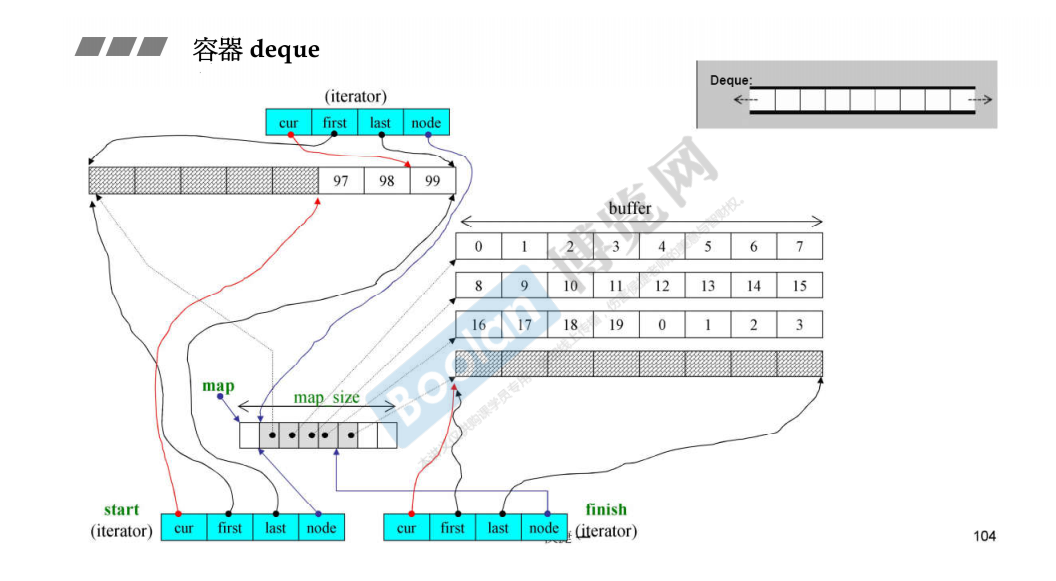 容器 deque
Deque:
(iterator)
cur first last node
97 98 99
buffer
0 1 2 3 4 5 6 7
8 9 10 11 12 13 14 15
16 17 18 19 0 1 2 3
map
map size
start
(iterator)
cur first last node
cur first last node
finish
(iterator)
博览网
Boolan
104